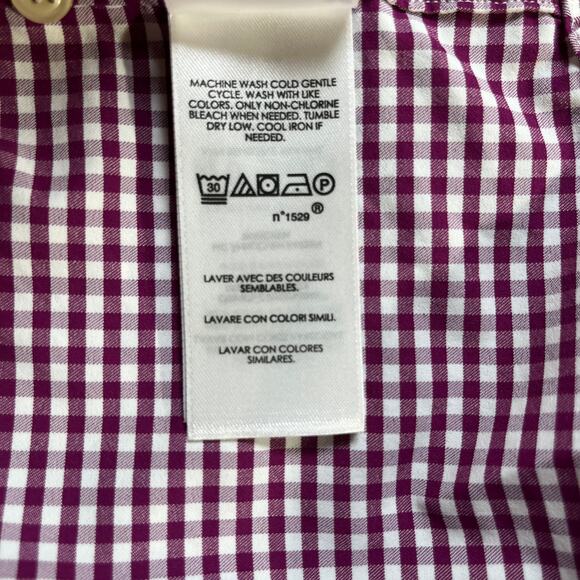 MACHINE WASH COLD GENTLE
CYCLE. WASH WITH LIKE
COLORS. ONLY NON-CHLORINE
BLEACH WHEN NEEDED. TUMBLE
DRY LOW. COOL IRON IF
NEEDED.
30 P
n°1529 ®
LAVER AVEC DES COULEURS
SEMBLABLES.
LAVARE CON COLORI SIMILI.
LAVAR CON COLORES
SIMILARES.